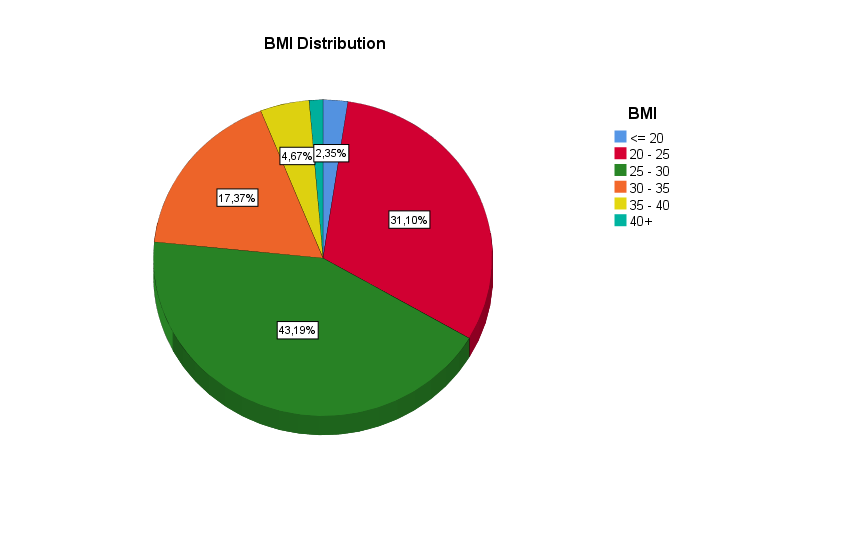 BMI Distribution
BMI
<= 20
20 - 25
25 - 30
30 - 35
35 - 40
40+
4,67%
2,35%
17,37%
31,10%
43,19%